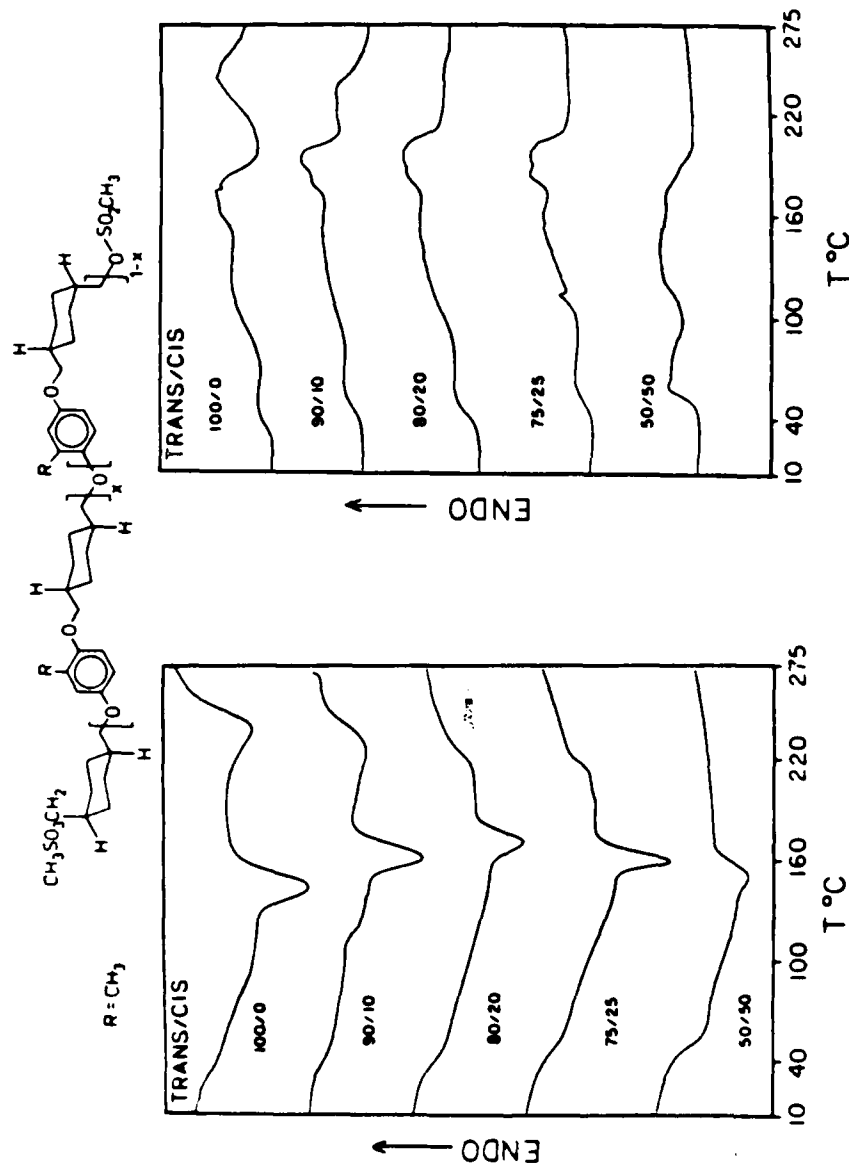 R = CH₃
CH₃SO₃CH₂
H
H
O
R
O
H
H
x
O
R
O
H
H
1-x
O-SO₂CH₃
TRANS/CIS
100/0
90/10
80/20
75/25
50/50
ENDO
10 40 100 160 220 275
T °C
TRANS/CIS
100/0
90/10
80/20
75/25
50/50
ENDO
10 40 100 160 220 275
T °C